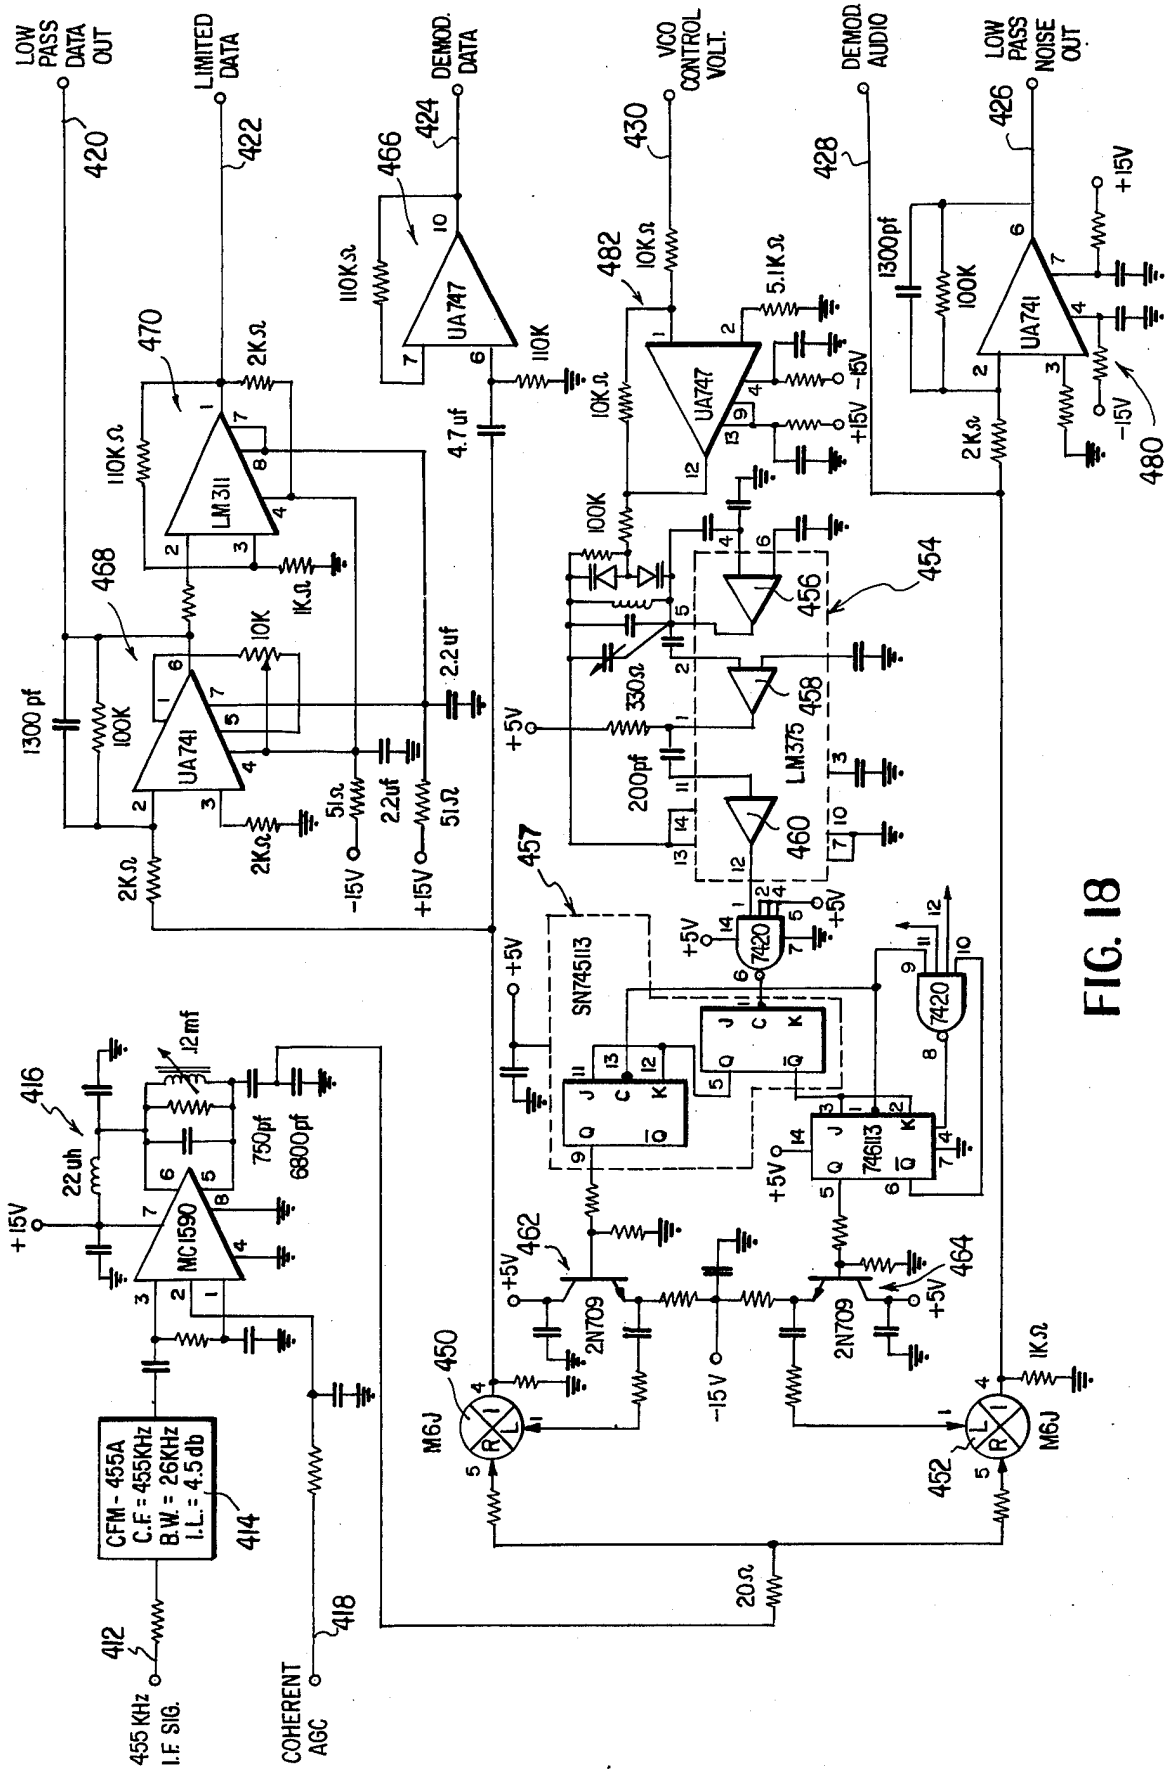 LOW
PASS
DATA
OUT
420
LIMITED
DATA
422
DEMOD.
DATA
424
VCO
CONTROL
VOLT.
430
DEMOD.
AUDIO
428
LOW
PASS
NOISE
OUT
426
1300 pf
100K
468
UA741
2
3
6
1
7
5
4
10K
2KΩ
2KΩ
470
110KΩ
LM311
2
3
1
7
8
4
2KΩ
1KΩ
-15V
51Ω
2.2uf
+15V
51Ω
2.2uf
466
110KΩ
UA747
7
6
10
4.7uf
110K
416
+15V
22uh
.12mf
750pf
6800pf
MC1590
3
2
1
7
6
5
8
4
CFM-455A
C.F.=455KHz
B.W.=26KHz
I.L.=4.5db
414
412
455 KHz
I.F. SIG.
COHERENT
AGC
418
482
10KΩ
10KΩ
UA747
1
2
12
13
9
4
5.1KΩ
-15V
+15V
100K
454
456
458
460
LM375
4
6
5
2
1
11
12
13
14
7
10
3
330Ω
200pf
+5V
457
SN745113
+5V
+5V
14
7420
1
2
4
5
6
7
+5V
J
C
K
Q
Q
11
13
12
9
J
C
K
Q
Q
1
5
746113
J
K
Q
Q
3
1
2
14
5
6
4
7
+5V
7420
9
11
12
10
8
462
+5V
2N709
-15V
464
2N709
+5V
M6J
450
R
I
L
5
4
1
M6J
452
R
I
L
5
4
1
1KΩ
20Ω
1300pf
100K
UA741
2
3
6
7
4
2KΩ
+15V
-15V
480
FIG. 18